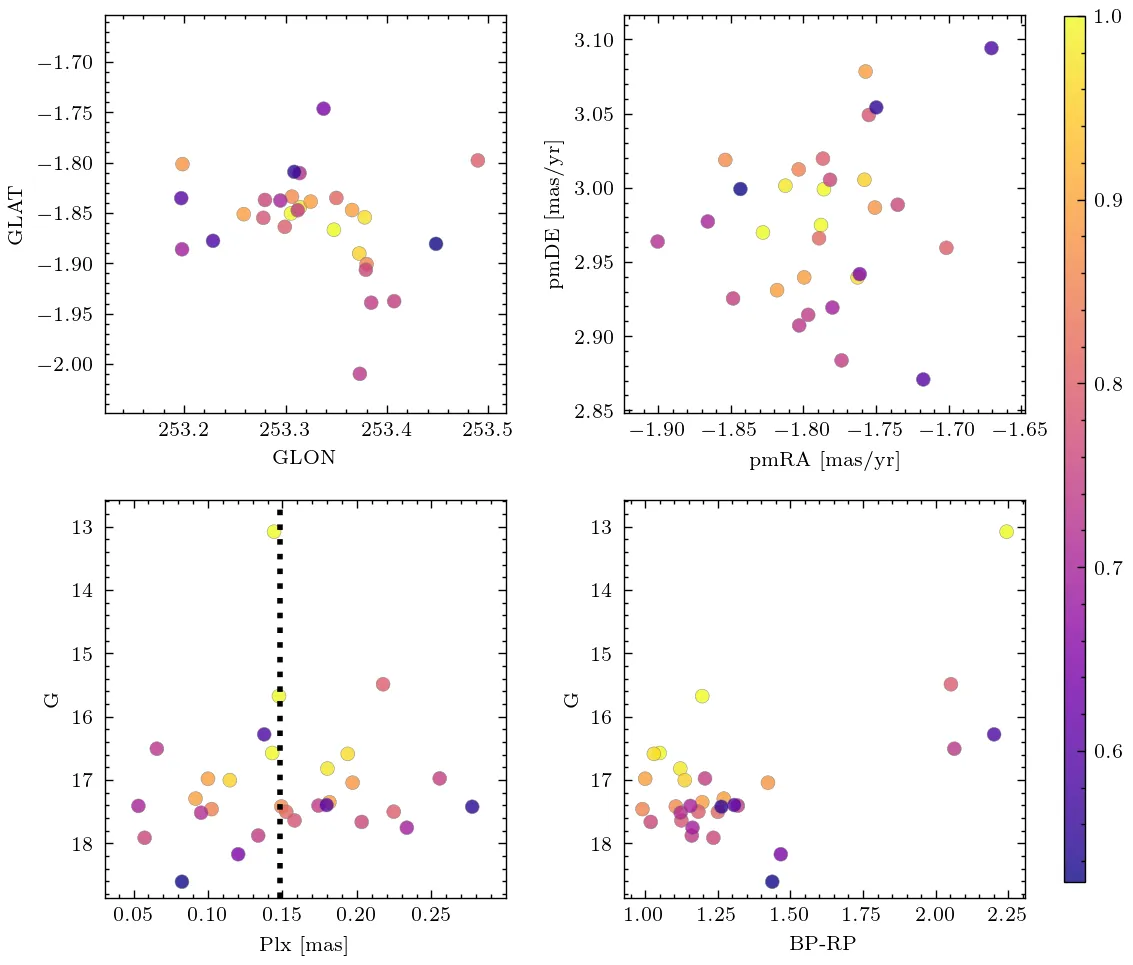 −1.70
−1.75
−1.80
−1.85
−1.90
−1.95
−2.00
GLAT
253.2 253.3 253.4 253.5
GLON
3.10
3.05
3.00
2.95
2.90
2.85
pmDE [mas/yr]
−1.90 −1.85 −1.80 −1.75 −1.70 −1.65
pmRA [mas/yr]
1.0
0.9
0.8
0.7
0.6
13
14
15
16
17
18
G
0.05 0.10 0.15 0.20 0.25
Plx [mas]
13
14
15
16
17
18
G
1.00 1.25 1.50 1.75 2.00 2.25
BP-RP